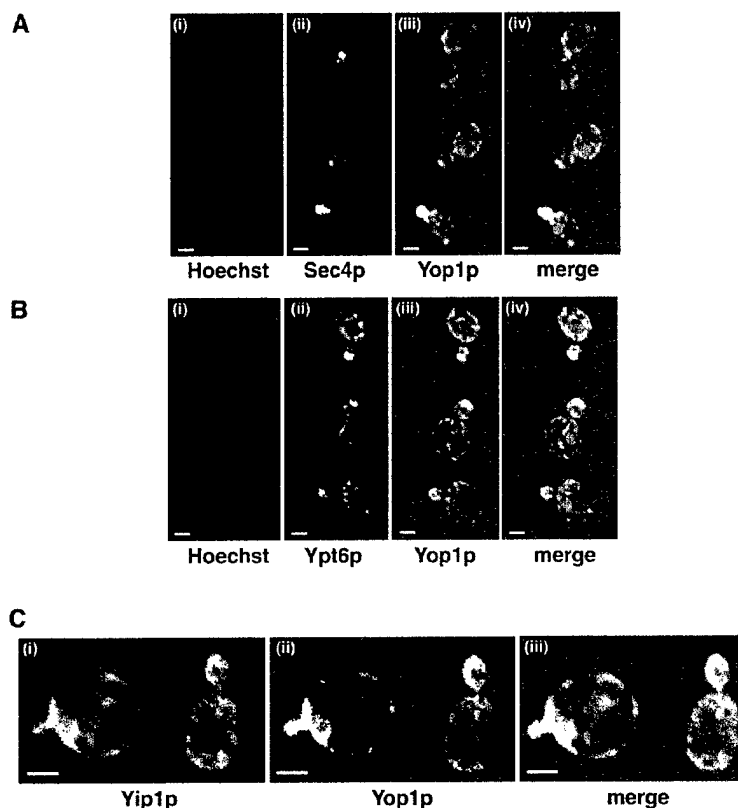 A
(i) (ii) (iii) (iv)
Hoechst Sec4p Yop1p merge
B
(i) (ii) (iii) (iv)
Hoechst Ypt6p Yop1p merge
C
(i) (ii) (iii)
Yip1p Yop1p merge